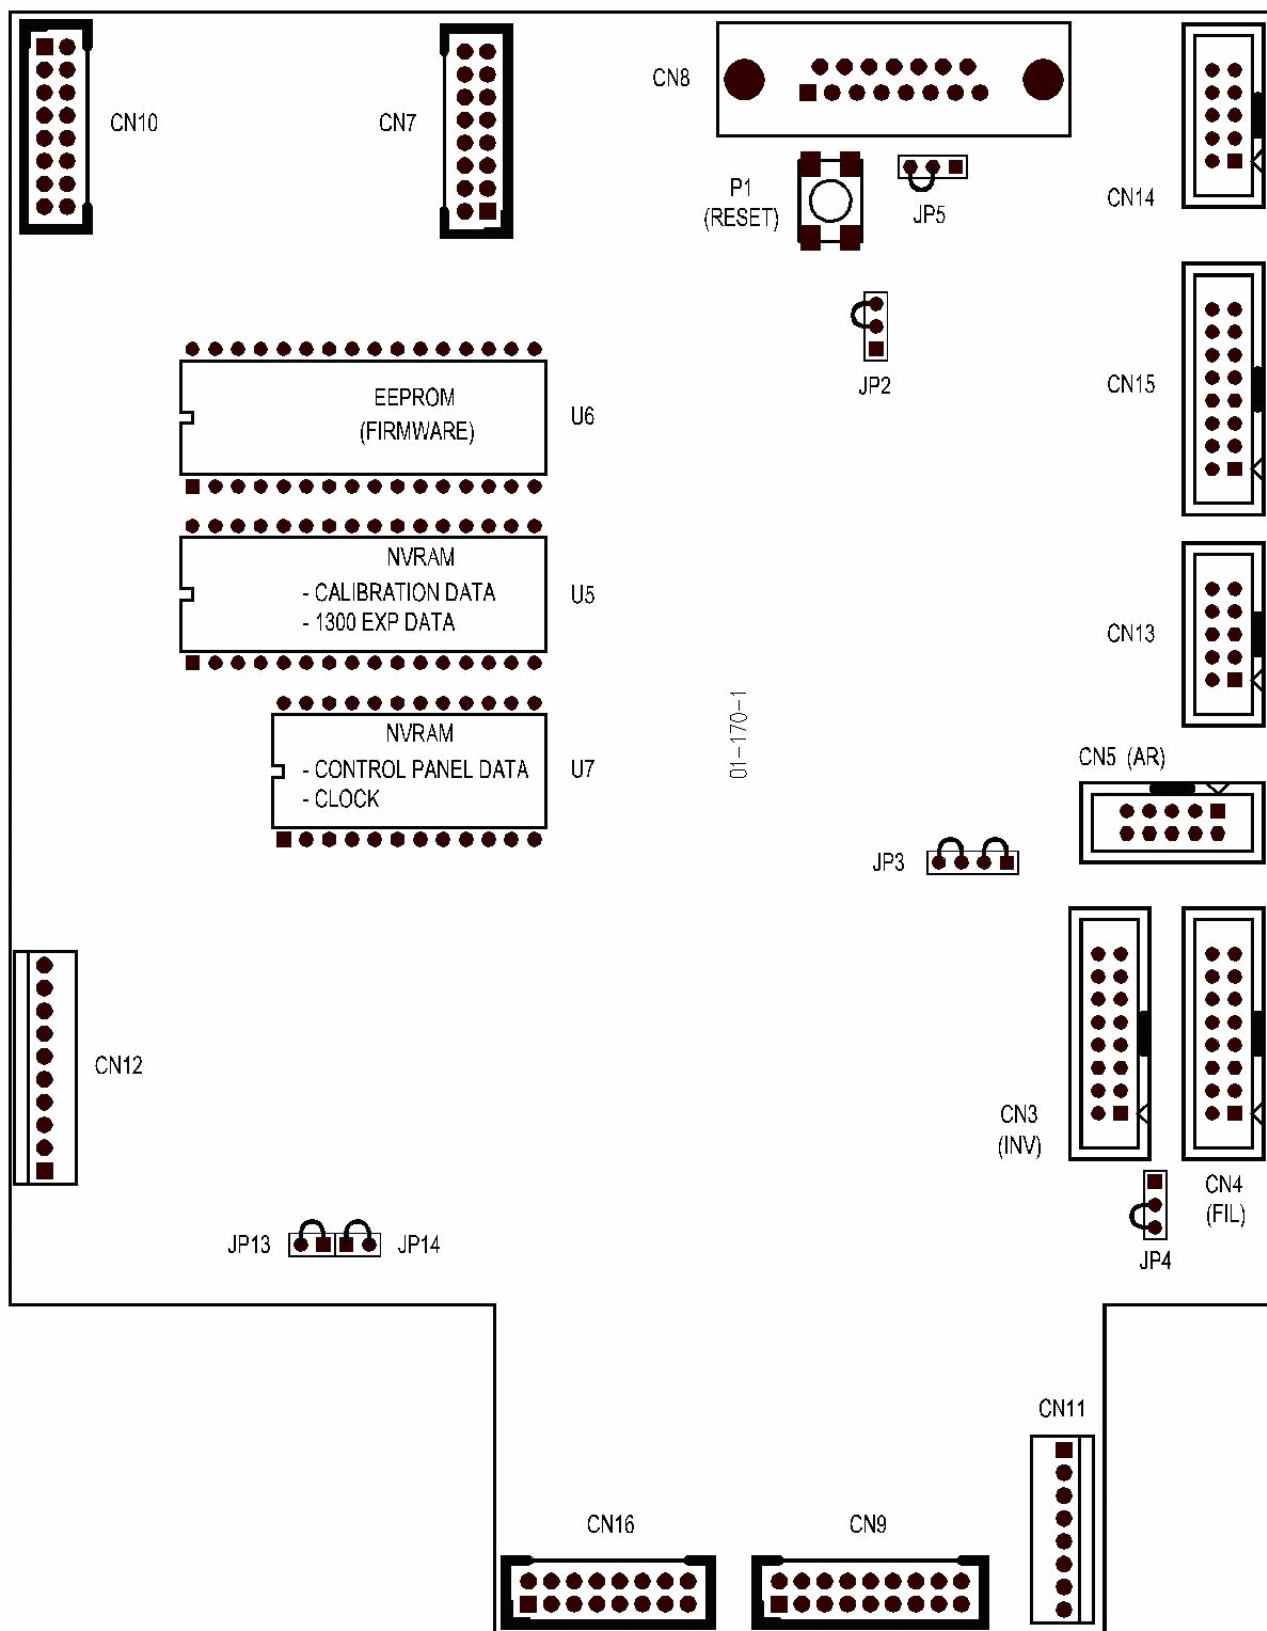 CN10
CN7
CN8
P1
(RESET)
JP5
CN14
JP2
CN15
EEPROM
(FIRMWARE)
U6
NVRAM
- CALIBRATION DATA
- 1300 EXP DATA
U5
CN13
NVRAM
- CONTROL PANEL DATA
- CLOCK
U7
01-170-1
CN5 (AR)
JP3
CN12
CN3
(INV)
CN4
(FIL)
JP13
JP14
JP4
CN11
CN16
CN9